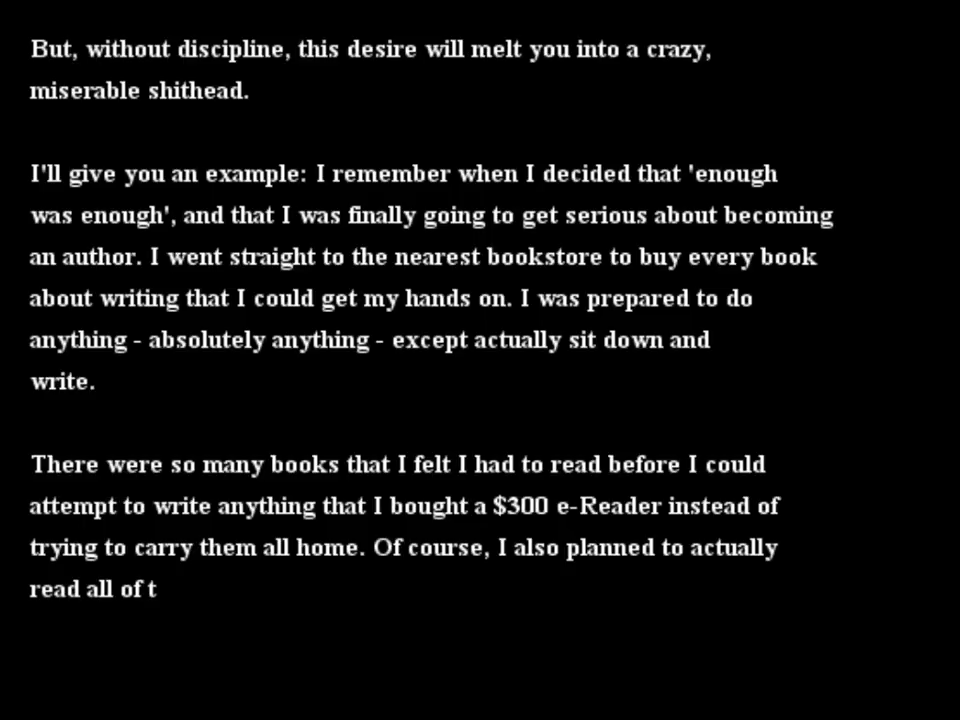 But, without discipline, this desire will melt you into a crazy,
miserable shithead.
I'll give you an example: I remember when I decided that 'enough
was enough', and that I was finally going to get serious about becoming
an author. I went straight to the nearest bookstore to buy every book
about writing that I could get my hands on. I was prepared to do
anything - absolutely anything - except actually sit down and
write.
There were so many books that I felt I had to read before I could
attempt to write anything that I bought a $300 e-Reader instead of
trying to carry them all home. Of course, I also planned to actually
read all of t